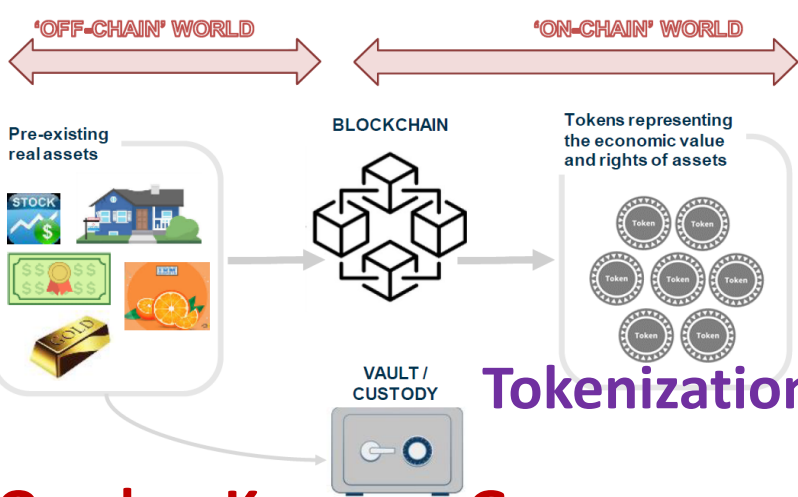 ‘OFF-CHAIN’ WORLD
‘ON-CHAIN’ WORLD
Pre-existing
real assets
BLOCKCHAIN
Tokens representing
the economic value
and rights of assets
STOCK
$
$$ $$
$$ $$
GOLD
Token Token
Token Token Token
Token Token
VAULT /
CUSTODY
Tokenization